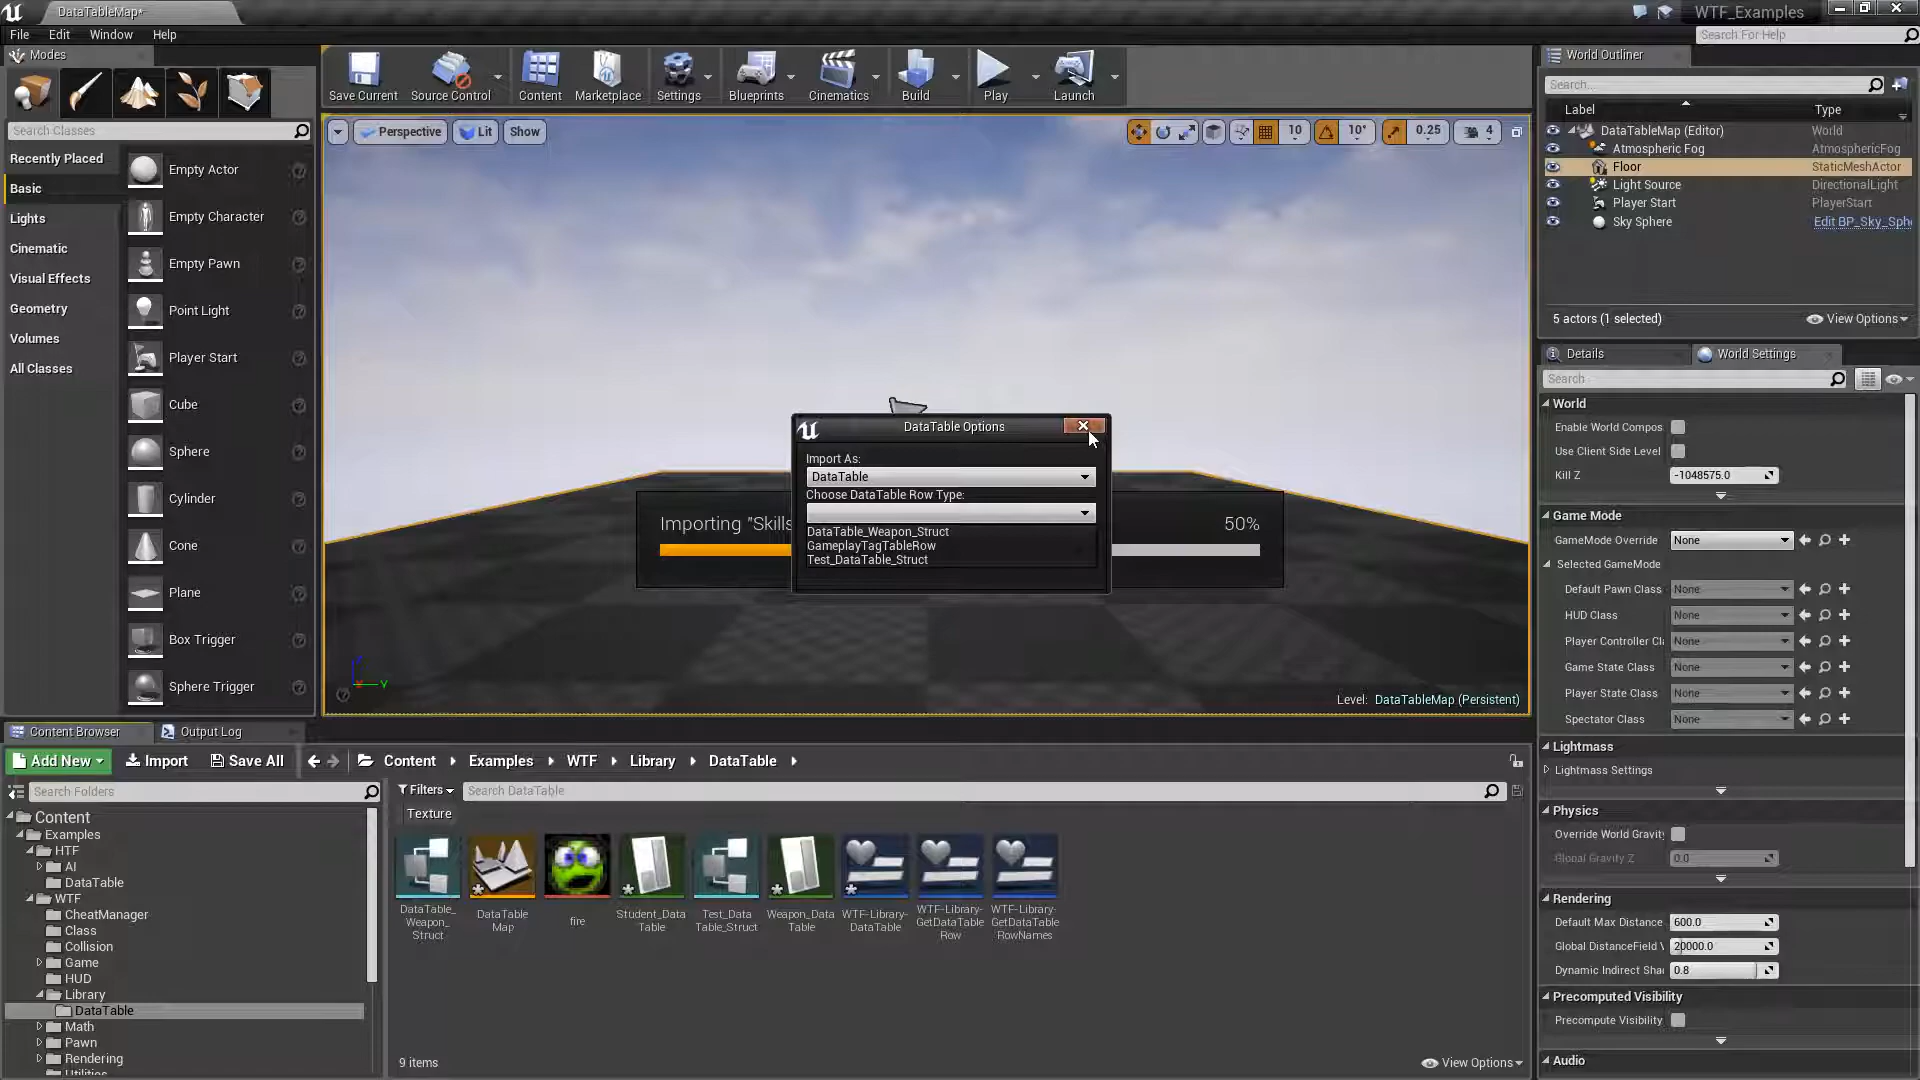 DataTableMap*
WTF_Examples
File Edit Window Help
Search For Help
Modes
Save Current
Source Control
Content
Marketplace
Settings
Blueprints
Cinematics
Build
Play
Launch
World Outliner
Search Classes
Search...
Perspective Lit Show
10 10° 0.25 4
Label Type
DataTableMap (Editor) World
Atmospheric Fog AtmosphericFog
Floor StaticMeshActor
Light Source DirectionalLight
Player Start PlayerStart
Sky Sphere Edit BP_Sky_Sph
5 actors (1 selected) View Options
Recently Placed
Basic
Lights
Cinematic
Visual Effects
Geometry
Volumes
All Classes
Empty Actor
Empty Character
Empty Pawn
Point Light
Player Start
Cube
Sphere
Cylinder
Cone
Plane
Box Trigger
Sphere Trigger
DataTable Options
Import As:
DataTable
Choose DataTable Row Type:
DataTable_Weapon_Struct
GameplayTagTableRow
Test_DataTable_Struct
Importing "Skills
50%
Level: DataTableMap (Persistent)
Details World Settings
Search
World
Enable World Compos
Use Client Side Level
Kill Z -1048575.0
Game Mode
GameMode Override None
Selected GameMode
Default Pawn Class None
HUD Class None
Player Controller Cl None
Game State Class None
Player State Class None
Spectator Class None
Lightmass
Lightmass Settings
Physics
Override World Gravit
Global Gravity Z 0.0
Rendering
Default Max Distance 600.0
Global DistanceField 20000.0
Dynamic Indirect Sha 0.8
Precomputed Visibility
Precompute Visibility
Audio
Content Browser Output Log
Add New Import Save All
Content Examples WTF Library DataTable
Search Folders
Filters Search DataTable
Texture
Content
Examples
HTF
AI
DataTable
WTF
CheatManager
Class
Collision
Game
HUD
Library
DataTable
Math
Pawn
Rendering
Utilities
DataTable_
Weapon_
Struct
DataTable
Map
fire
Student_Data
Table
Test_Data
Table_Struct
Weapon_Data
Table
WTF-Library-
DataTable
WTF-Library-
GetDataTable
Row
WTF-Library-
GetDataTable
RowNames
9 items
View Options